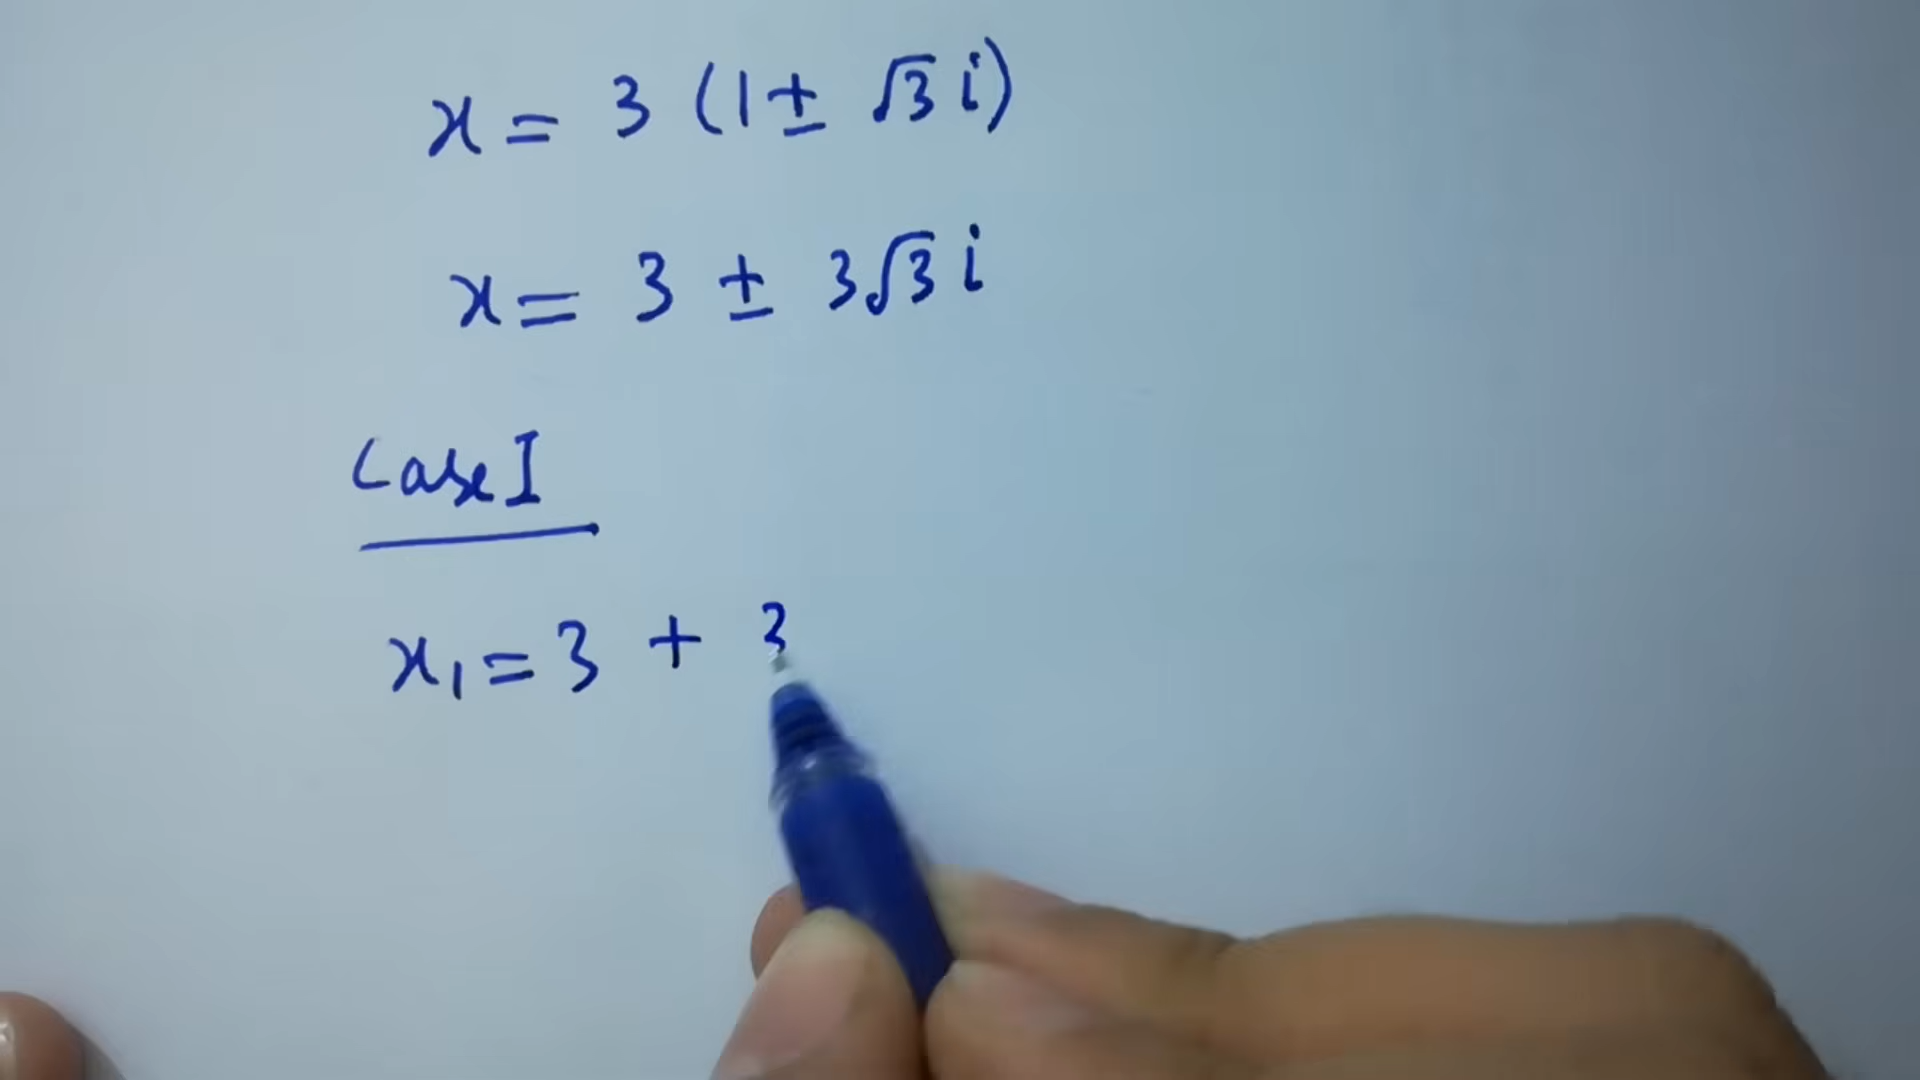 x = 3 (1 ± √3 i)
x = 3 ± 3√3 i
Case I
x₁ = 3 + 3